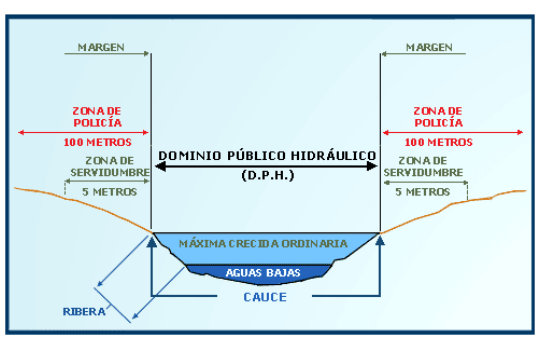 MARGEN
MARGEN
ZONA DE
POLICÍA
100 METROS
ZONA DE
POLICÍA
100 METROS
DOMINIO PÚBLICO HIDRÁULICO
(D.P.H.)
ZONA DE
SERVIDUMBRE
5 METROS
ZONA DE
SERVIDUMBRE
5 METROS
MÁXIMA CRECIDA ORDINARIA
AGUAS BAJAS
CAUCE
RIBERA